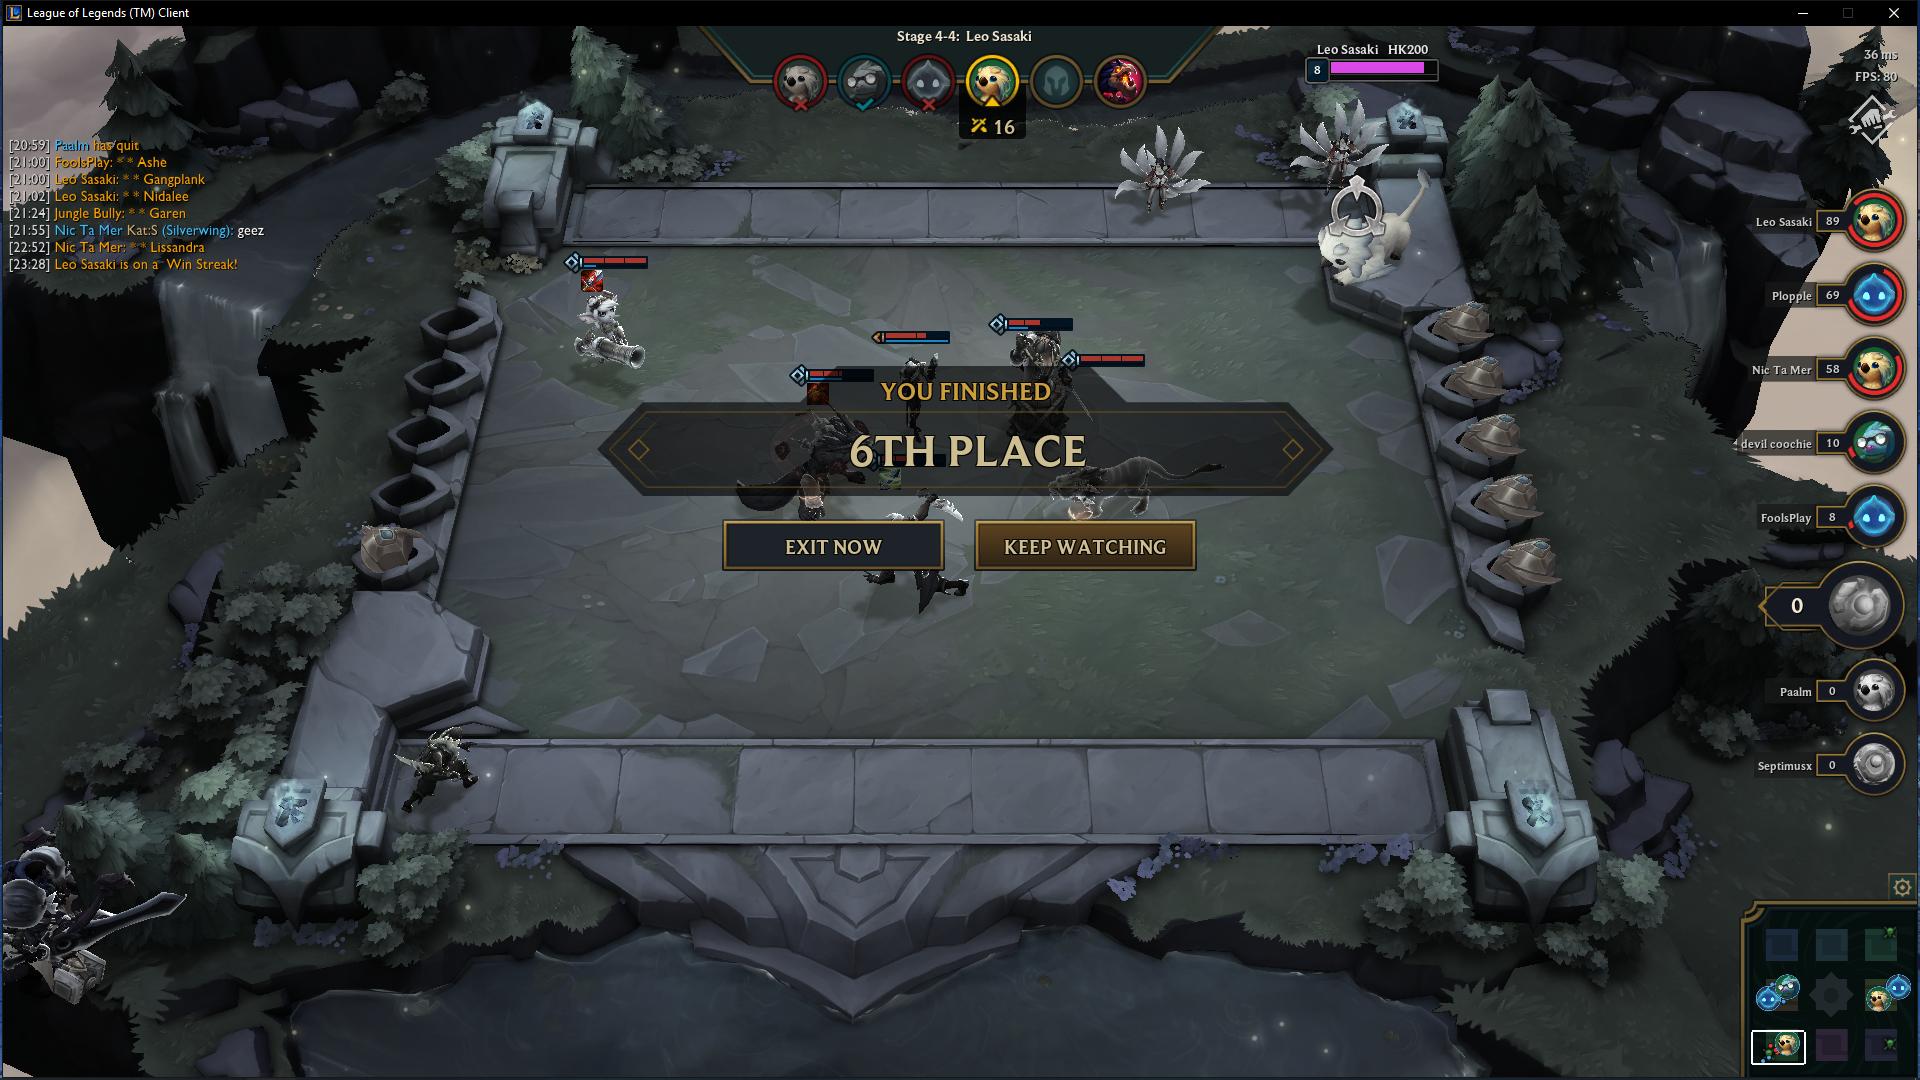 League of Legends (TM) Client
Stage 4-4: Leo Sasaki
16
Leo Sasaki HK200
8
36 ms
FPS: 80
[20:59] Paalm has quit
[21:00] FoolsPlay: * * Ashe
[21:00] Leo Sasaki: * * Gangplank
[21:02] Leo Sasaki: * * Nidalee
[21:24] Jungle Bully: * * Garen
[21:55] Nic Ta Mer Kat:S (Silverwing): geez
[22:52] Nic Ta Mer: * * Lissandra
[23:28] Leo Sasaki is on a Win Streak!
YOU FINISHED
6TH PLACE
EXIT NOW
KEEP WATCHING
Leo Sasaki 89
Plopple 69
Nic Ta Mer 58
devil coochie 10
FoolsPlay 8
0
Paalm 0
Septimusx 0